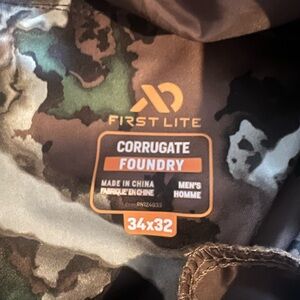 FIRST LITE
CORRUGATE
FOUNDRY
MADE IN CHINA
FABRIQUÉ EN CHINE
MEN'S
HOMME
34x32